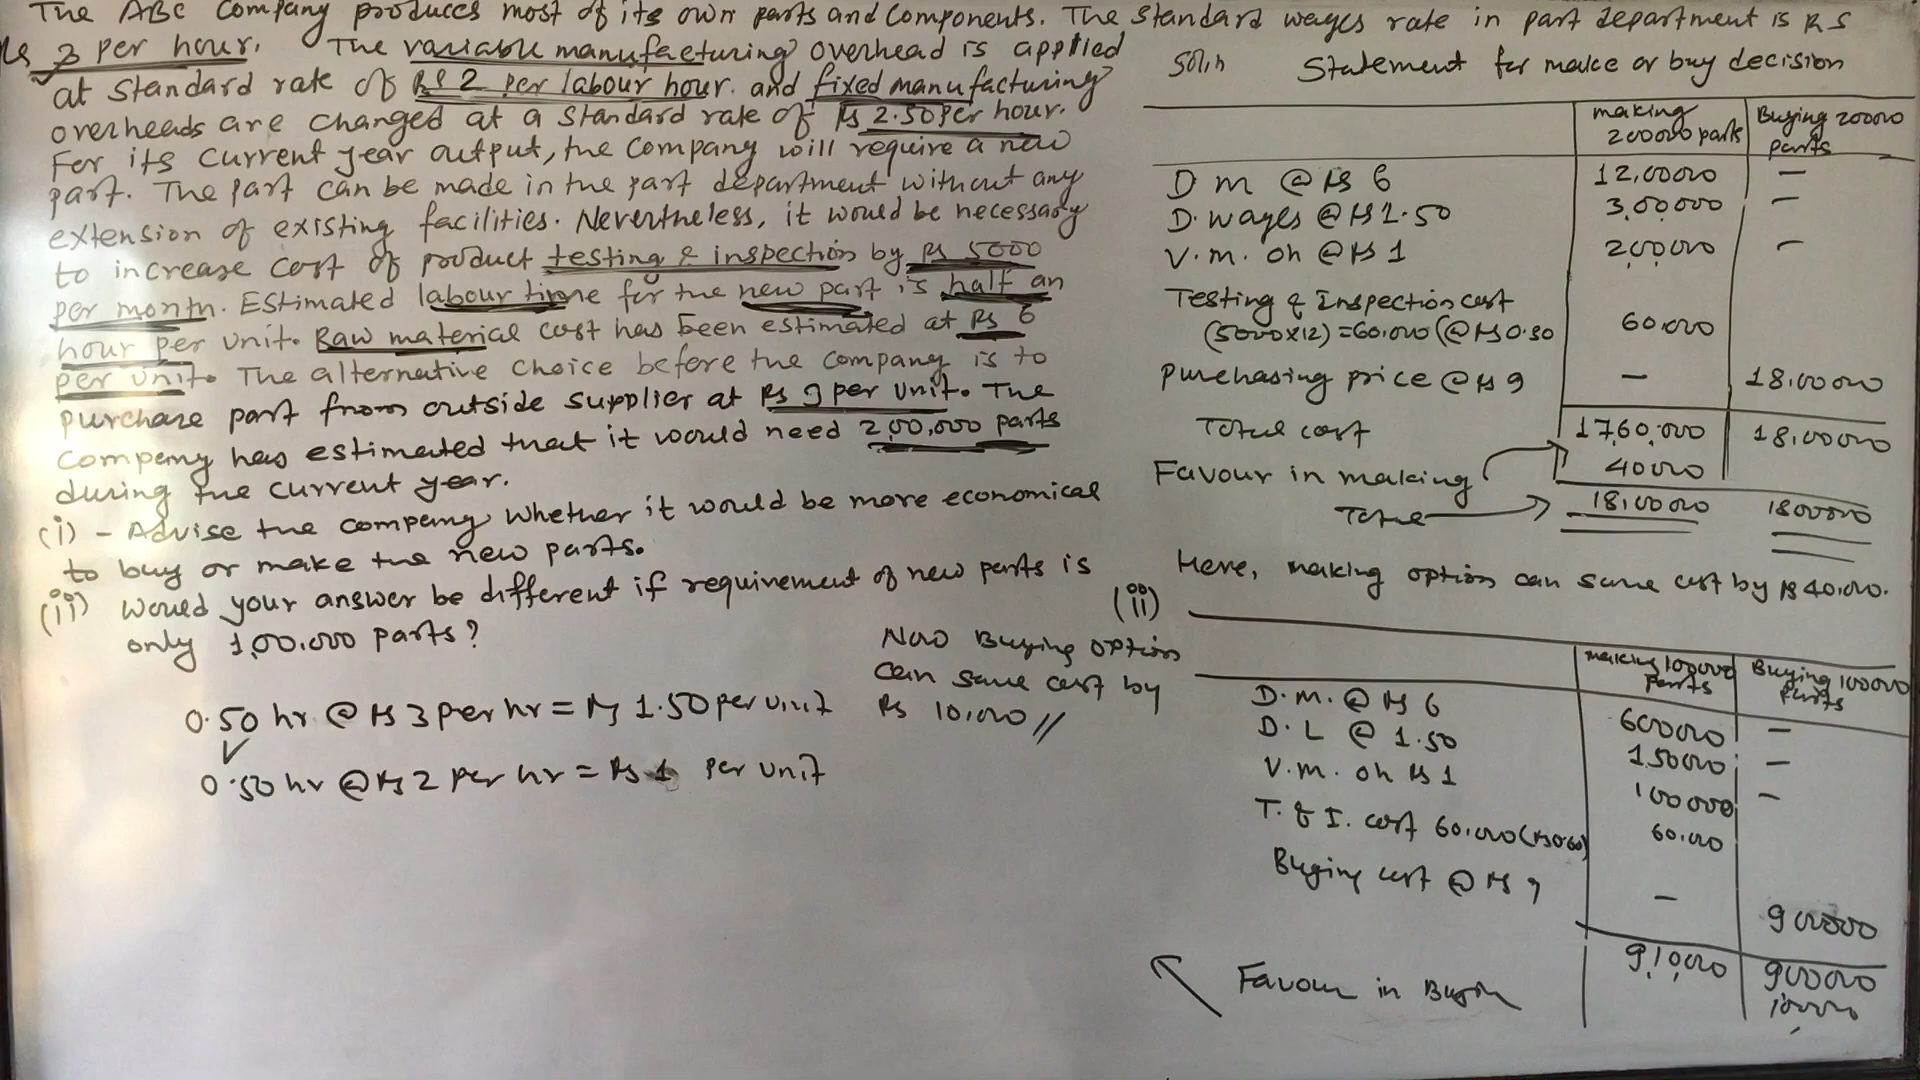 The ABC Company produces most of its own parts and components. The standard wages rate in part department is RS
Rs 3 per hour. The variable manufacturing overhead is applied
at standard rate of Rs 2 per labour hour. and fixed manufacturing
overheads are changed at a standard rate of Rs 2.50 per hour.
For its current year output, the company will require a new
part. The part can be made in the part department without any
extension of existing facilities. Nevertheless, it would be necessary
to increase cost of product testing & inspection by Rs 5000
per month. Estimated labour time for the new part is half an
hour per unit. Raw material cost has been estimated at Rs 6
per unit. The alternative choice before the company is to
purchase part from outside supplier at Rs 9 per unit. The
company has estimated that it would need 2,00,000 parts
during the current year.
(i) - Advise the company whether it would be more economical
to buy or make the new parts.
(ii) would your answer be different if requirement of new parts is
only 1,00,000 parts?
0.50 hr @ Rs 3 per hr = Rs 1.50 per unit
0.50 hr @ Rs 2 per hr = Rs 1 per unit
Now Buying option
can save cost by
Rs 10,000 //
Soln Statement for make or buy decision
making 200000 parts Buying 200000 parts
D M @ Rs 6 12,00000 -
D. wages @ Rs 1.50 3,00000 -
V.m. oh @ Rs 1 2,00000 -
Testing & Inspection cost
(5000x12) = 60,000 (@ Rs 0.30 60,000
purchasing price @ Rs 9 - 18,00000
Total cost 17,60,000 18,00000
Favour in making 40000
Total 18,00000 1800000
Here, making option can save cost by Rs 40,000.
(ii)
making 100000 parts Buying 100000 parts
D.M. @ Rs 6 600000 -
D.L @ 1.50 150000 -
V.m. oh Rs 1 100000 -
T. & I. cost 60,000 (Rs 0.60) 60,000
Buying cost @ Rs 9 - 900000
9,10,000 900000
Favour in Buyin 10000